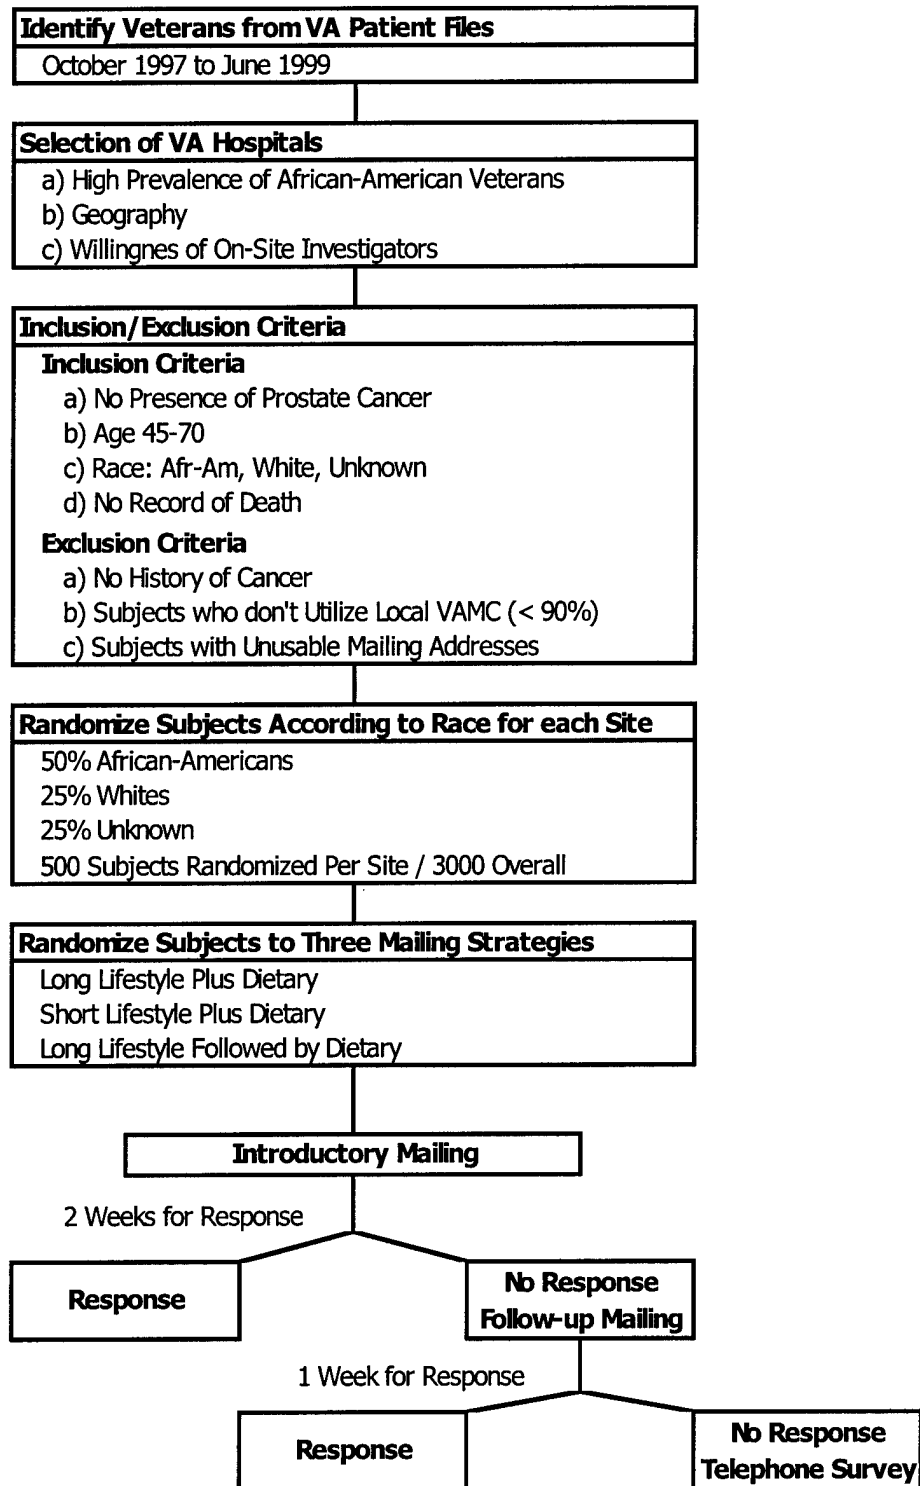 Identify Veterans from VA Patient Files
October 1997 to June 1999
Selection of VA Hospitals
a) High Prevalence of African-American Veterans
b) Geography
c) Willingnes of On-Site Investigators
Inclusion/Exclusion Criteria
Inclusion Criteria
a) No Presence of Prostate Cancer
b) Age 45-70
c) Race: Afr-Am, White, Unknown
d) No Record of Death
Exclusion Criteria
a) No History of Cancer
b) Subjects who don't Utilize Local VAMC (< 90%)
c) Subjects with Unusable Mailing Addresses
Randomize Subjects According to Race for each Site
50% African-Americans
25% Whites
25% Unknown
500 Subjects Randomized Per Site / 3000 Overall
Randomize Subjects to Three Mailing Strategies
Long Lifestyle Plus Dietary
Short Lifestyle Plus Dietary
Long Lifestyle Followed by Dietary
Introductory Mailing
2 Weeks for Response
Response
No Response
Follow-up Mailing
1 Week for Response
Response
No Response
Telephone Survey